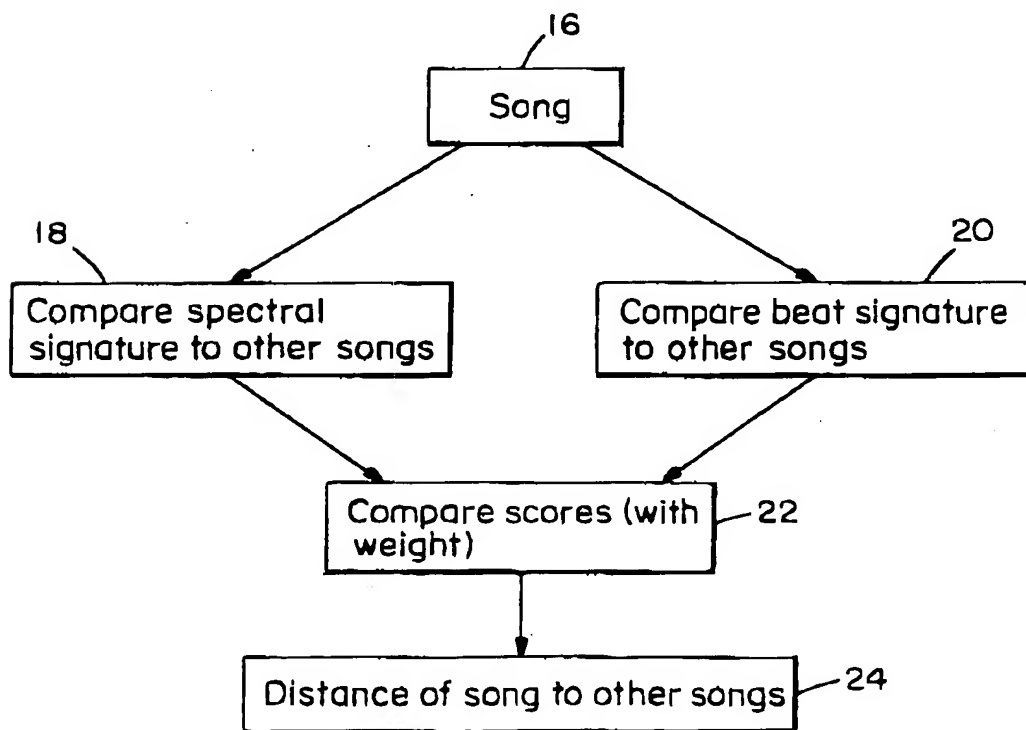 16
Song
18
20
Compare spectral
signature to other songs
Compare beat signature
to other songs
Compare scores (with
weight)
22
Distance of song to other songs
24